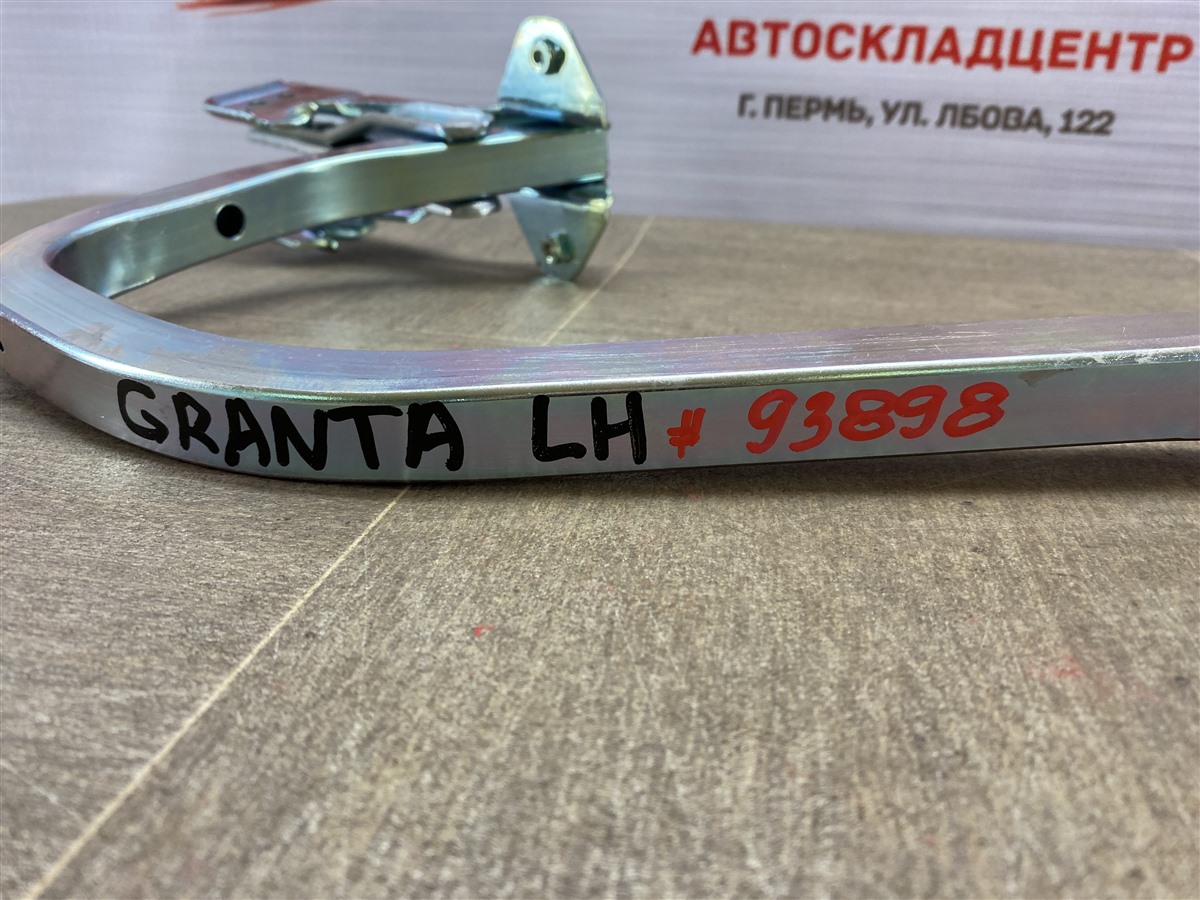 АВТОСКЛАДЦЕНТР
Г. ПЕРМЬ, УЛ. ЛБОВА, 122
GRANTA LH # 93898